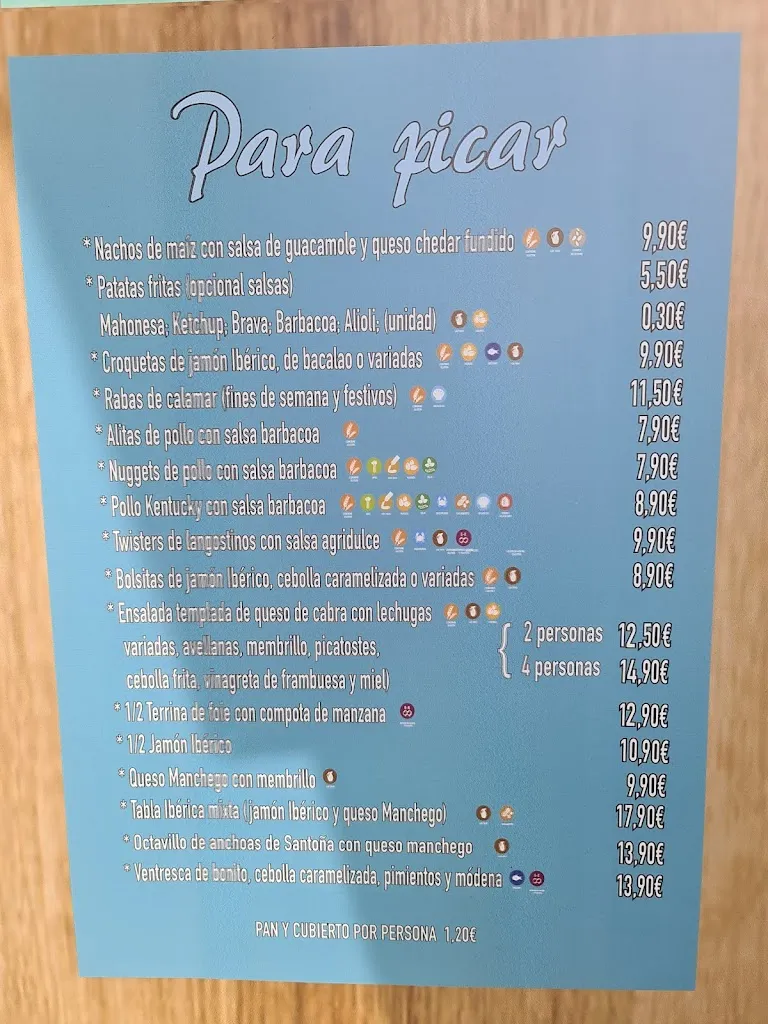 Para picar
* Nachos de maíz con salsa de guacamole y queso chedar fundido 9,90€
* Patatas fritas (opcional salsas) 5,50€
Mahonesa; Ketchup; Brava; Barbacoa; Alioli; (unidad) 0,30€
* Croquetas de jamón Ibérico, de bacalao o variadas 9,90€
* Rabas de calamar (fines de semana y festivos) 11,50€
* Alitas de pollo con salsa barbacoa 7,90€
* Nuggets de pollo con salsa barbacoa 7,90€
* Pollo Kentucky con salsa barbacoa 8,90€
* Twisters de langostinos con salsa agridulce 9,90€
* Bolsitas de jamón Ibérico, cebolla caramelizada o variadas 8,90€
* Ensalada templada de queso de cabra con lechugas
variadas, avellanas, membrillo, picatostes, 2 personas 12,50€
cebolla frita, vinagreta de frambuesa y miel) 4 personas 14,90€
* 1/2 Terrina de foie con compota de manzana 12,90€
* 1/2 Jamón Ibérico 10,90€
* Queso Manchego con membrillo 9,90€
* Tabla Ibérica mixta (jamón Ibérico y queso Manchego) 17,90€
* Octavillo de anchoas de Santoña con queso manchego 13,90€
* Ventresca de bonito, cebolla caramelizada, pimientos y módena 13,90€
PAN Y CUBIERTO POR PERSONA 1,20€